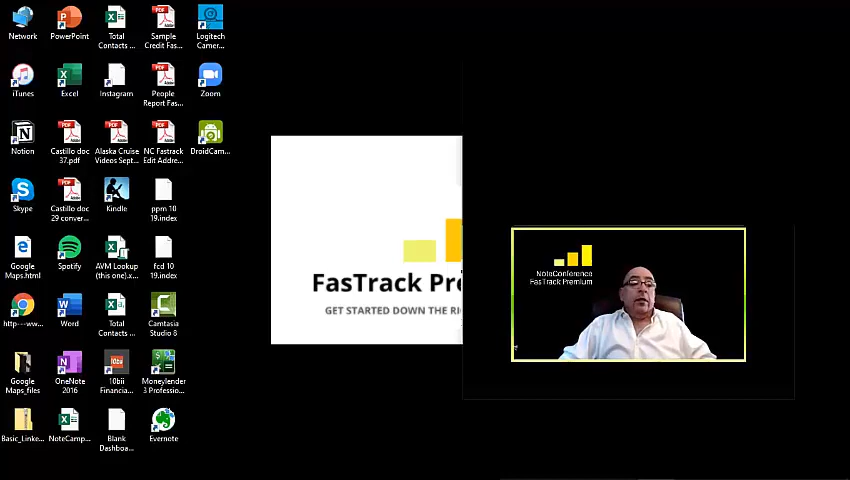 Network
PowerPoint
Total
Contacts ...
Sample
Credit Fas...
Logitech
Camer...
iTunes
Excel
Instagram
People
Report Fas...
Zoom
Notion
Castillo doc
37.pdf
Alaska Cruise
Videos Sept...
NC Fastrack
Edit Addre...
DroidCam...
Skype
Castillo doc
29 conver...
Kindle
ppm 10
19.index
Google
Maps.html
Spotify
AVM Lookup
(this one).x...
fcd 10
19.index
http---ww...
Word
Total
Contacts ...
Camtasia
Studio 8
Google
Maps_files
OneNote
2016
10bii
Financia...
Moneylender
3 Professio...
Basic_Linke...
NoteCamp...
Blank
Dashboa...
Evernote
FasTrack Pre
GET STARTED DOWN THE RI
NoteConference
FasTrack Premium